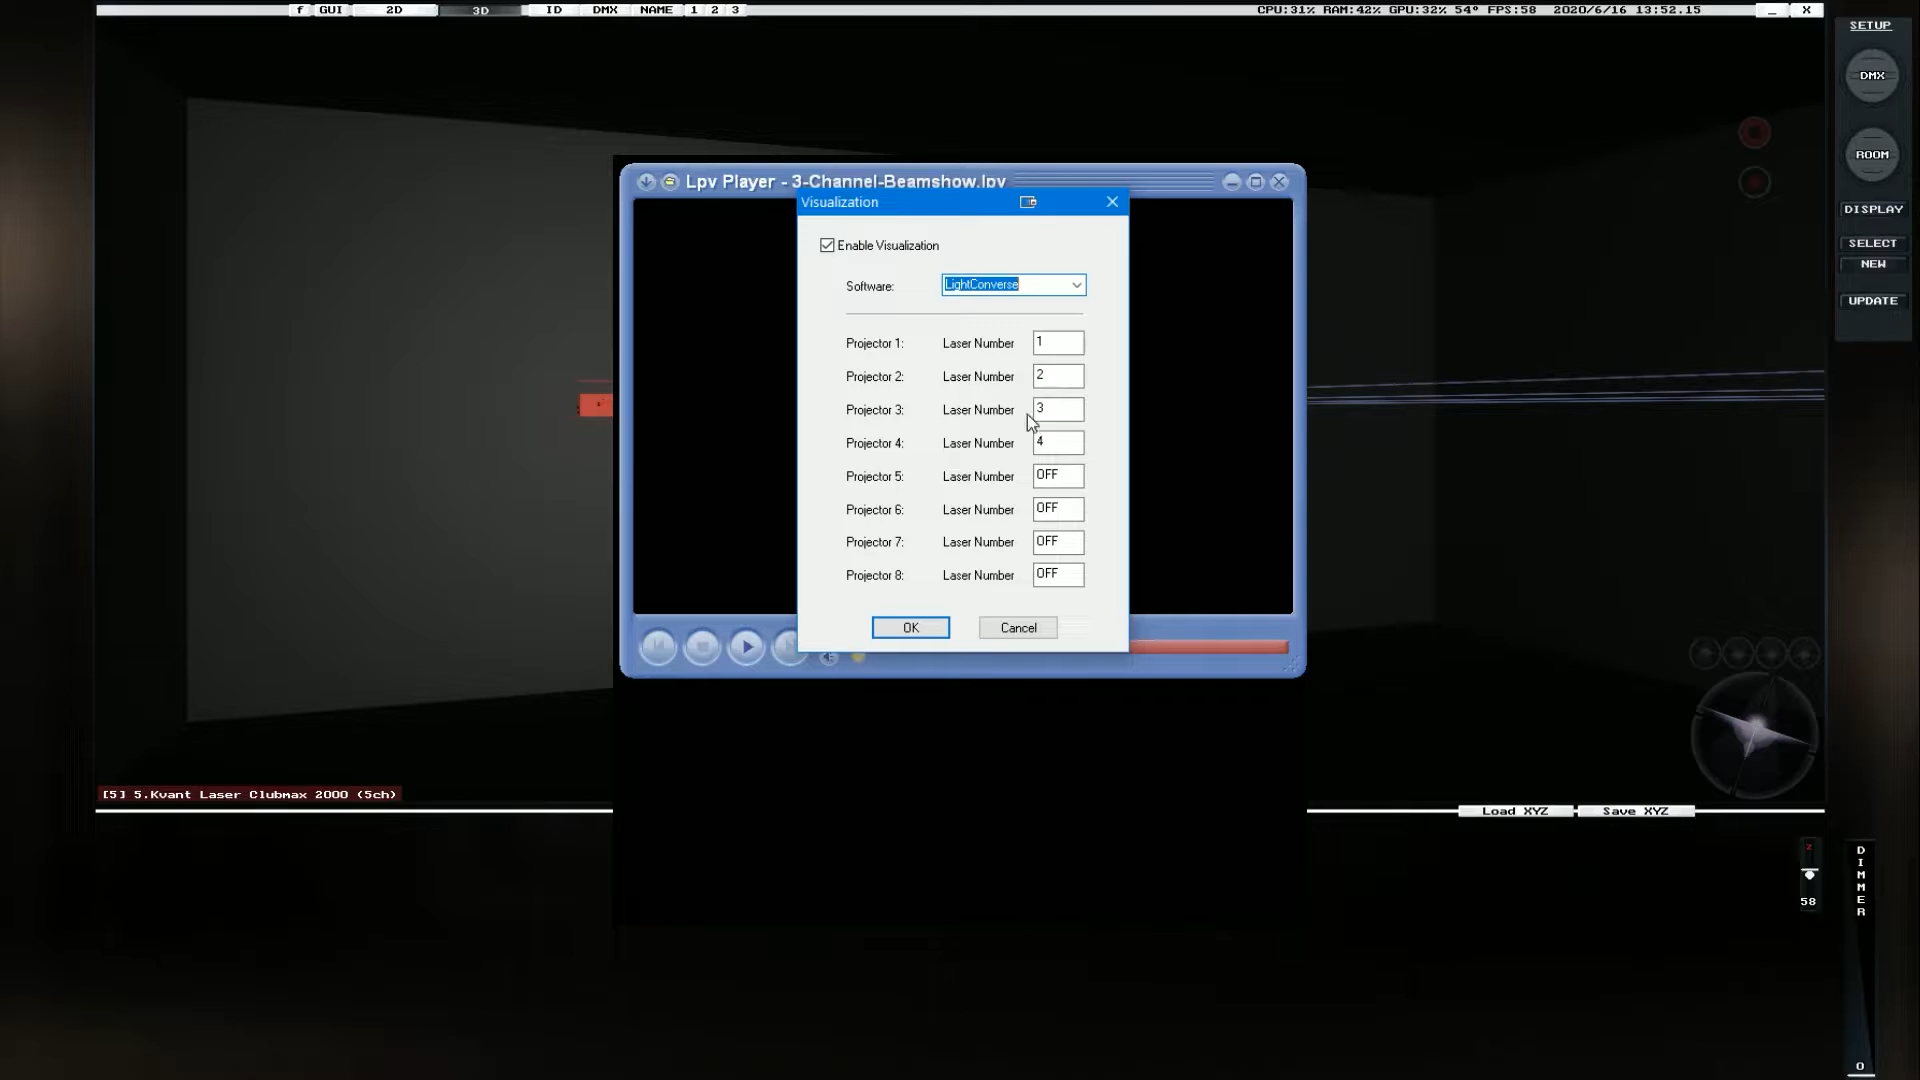 f GUI 2D 3D ID DMX NAME 1 2 3 CPU:31% RAM:42% GPU:32% 54° FPS:58 2020/6/16 13:52.15 _ X
SETUP
DMX
ROOM
DISPLAY
SELECT
NEW
UPDATE
Lpv Player - 3-Channel-Beamshow.lpv
Visualization
Enable Visualization
Software: LightConverse
Projector 1: Laser Number 1
Projector 2: Laser Number 2
Projector 3: Laser Number 3
Projector 4: Laser Number 4
Projector 5: Laser Number OFF
Projector 6: Laser Number OFF
Projector 7: Laser Number OFF
Projector 8: Laser Number OFF
OK Cancel
[5] 5.Kvant Laser Clubmax 2000 (5ch)
Load XYZ Save XYZ
Z
58
DIMMER
0